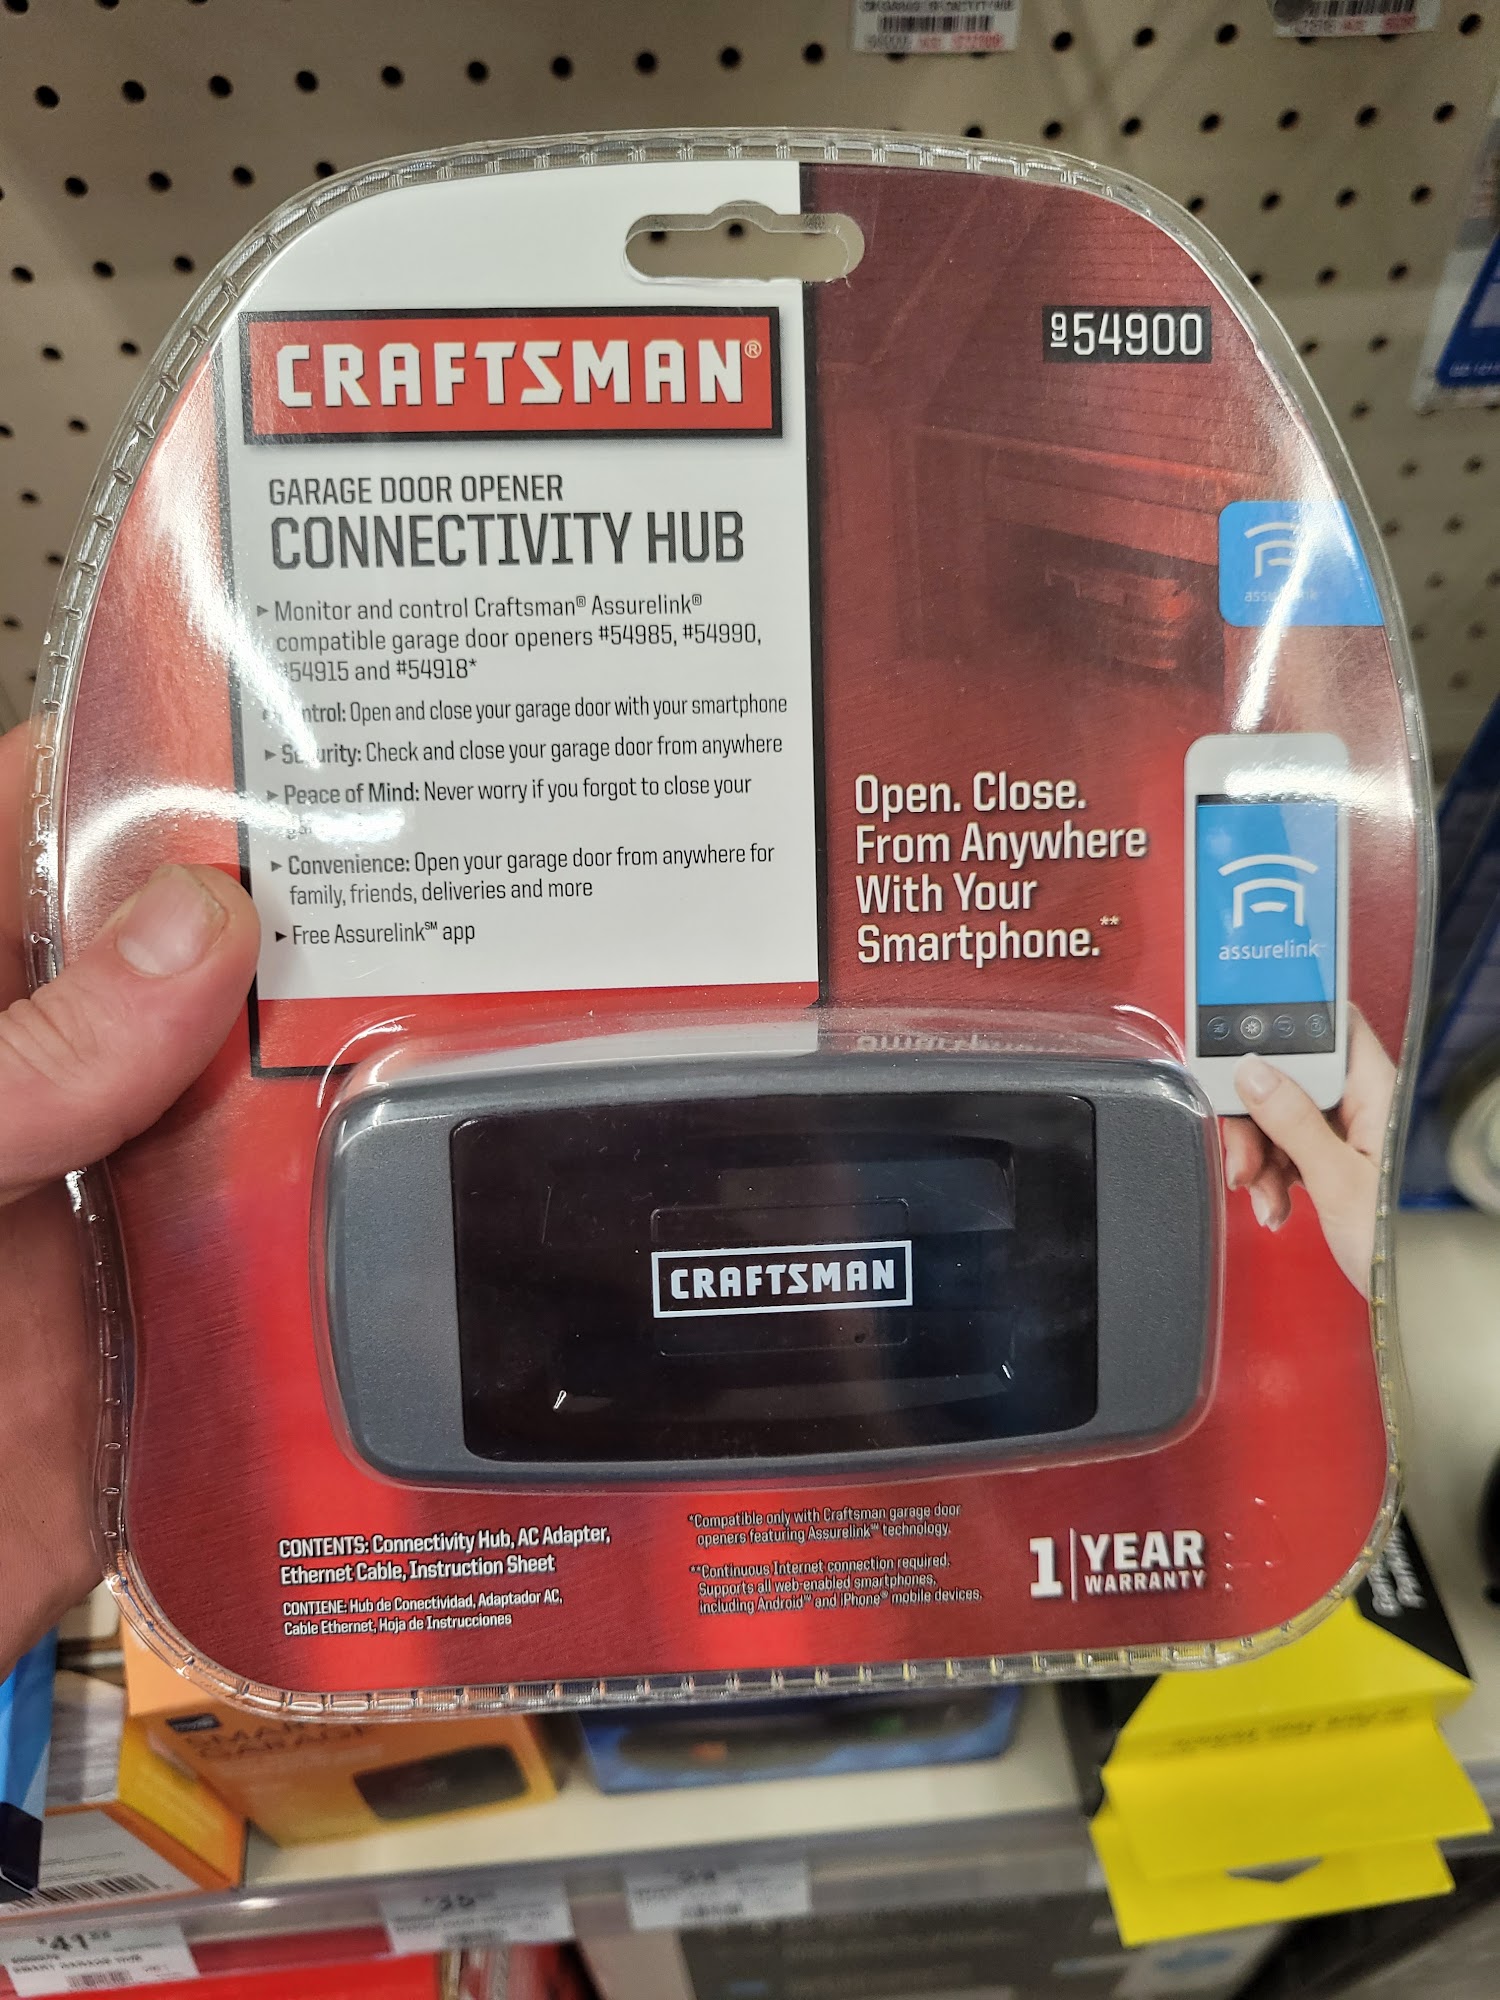 CRAFTSMAN®
954900
GARAGE DOOR OPENER
CONNECTIVITY HUB
► Monitor and control Craftsman® Assurelink®
compatible garage door openers #54985, #54990,
54915 and #54918*
ntrol: Open and close your garage door with your smartphone
► Security: Check and close your garage door from anywhere
► Peace of Mind: Never worry if you forgot to close your
► Convenience: Open your garage door from anywhere for
family, friends, deliveries and more
► Free Assurelink℠ app
Open. Close.
From Anywhere
With Your
Smartphone.**
assurelink
CRAFTSMAN
CONTENTS: Connectivity Hub, AC Adapter,
Ethernet Cable, Instruction Sheet
CONTIENE: Hub de Conectividad, Adaptador AC,
Cable Ethernet, Hoja de Instrucciones
*Compatible only with Craftsman garage door
openers featuring Assurelink℠ technology.
**Continuous Internet connection required.
Supports all web-enabled smartphones,
including Android™ and iPhone® mobile devices.
1 YEAR
WARRANTY
SMART
GARAGE
$41